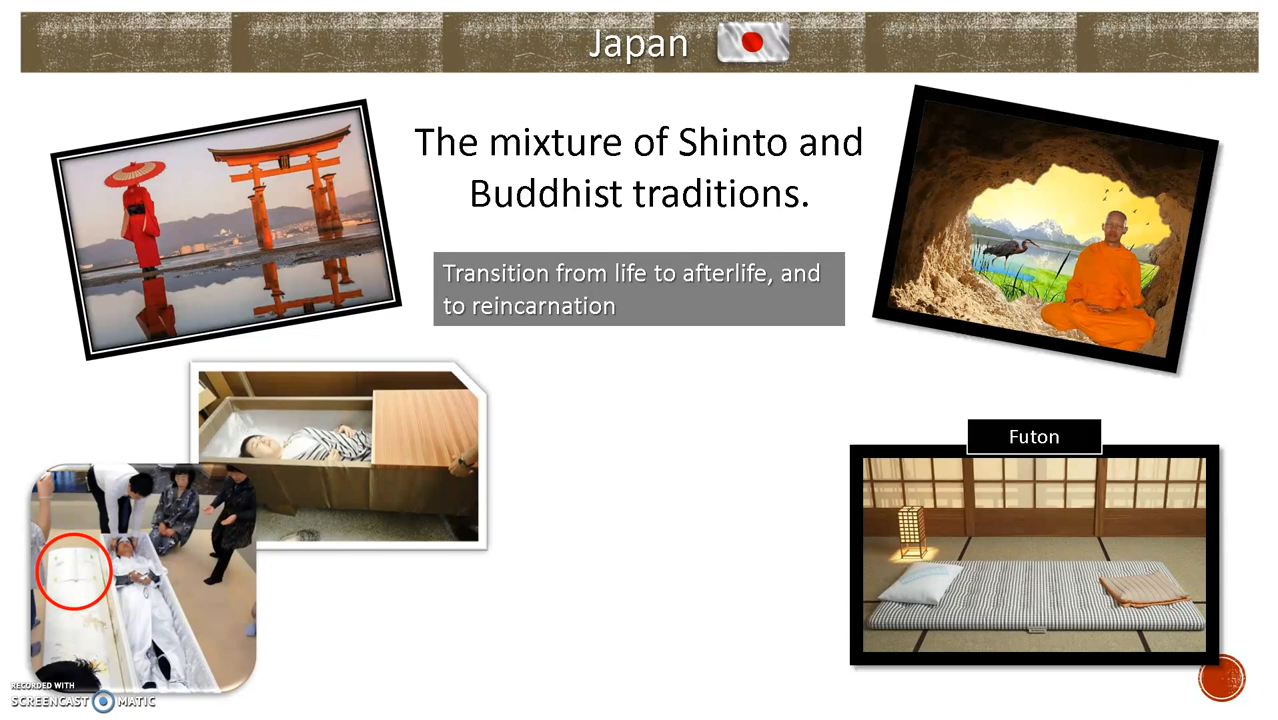 Japan
The mixture of Shinto and
Buddhist traditions.
Transition from life to afterlife, and
to reincarnation
Futon
RECORDED WITH
SCREENCAST MATIC